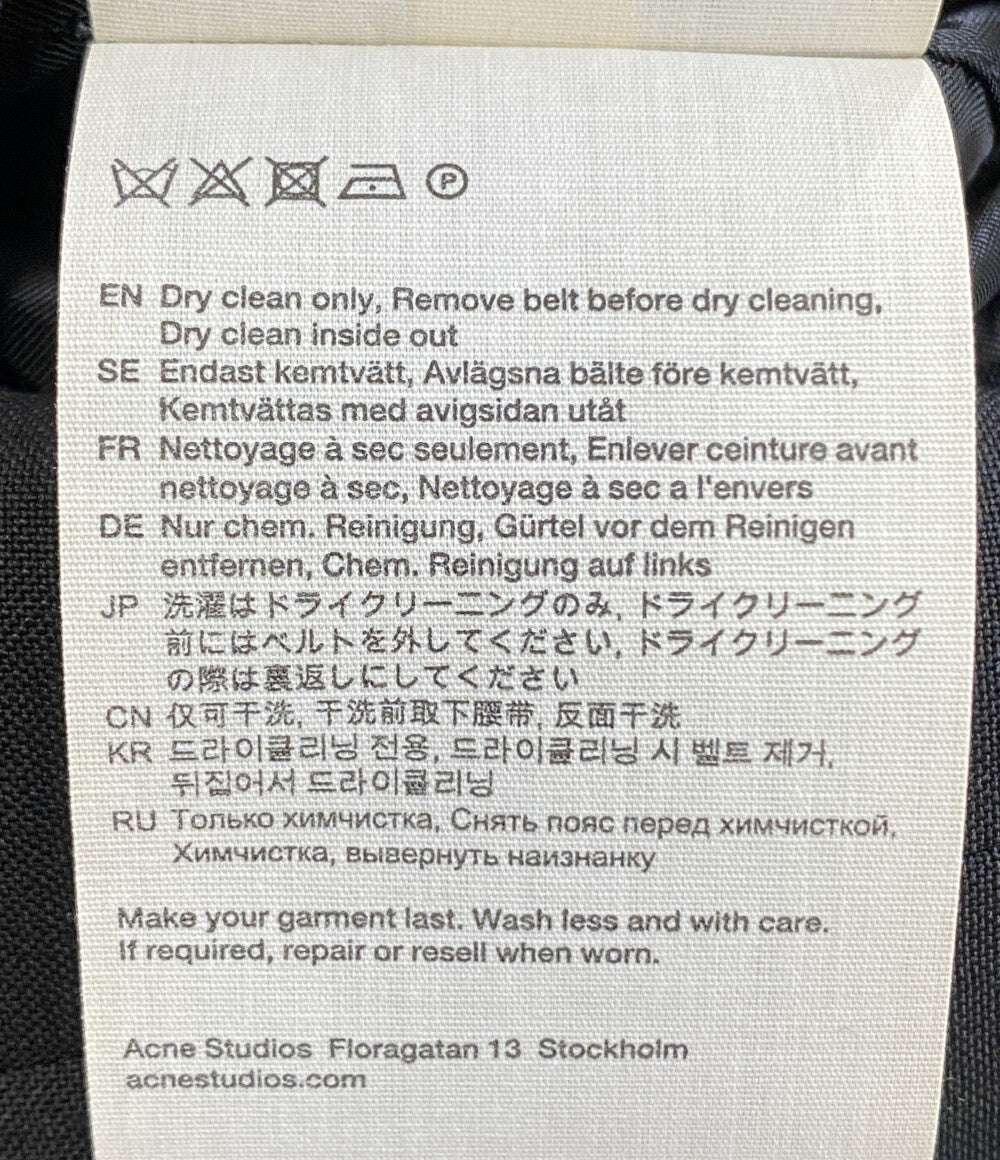 P
EN Dry clean only, Remove belt before dry cleaning,
Dry clean inside out
SE Endast kemtvätt, Avlägsna bälte före kemtvätt,
Kemtvättas med avigsidan utåt
FR Nettoyage à sec seulement, Enlever ceinture avant
nettoyage à sec, Nettoyage à sec a l'envers
DE Nur chem. Reinigung, Gürtel vor dem Reinigen
entfernen, Chem. Reinigung auf links
JP 洗濯はドライクリーニングのみ, ドライクリーニング
前にはベルトを外してください, ドライクリーニング
の際は裏返しにしてください
CN 仅可干洗, 干洗前取下腰带, 反面干洗
KR 드라이클리닝 전용, 드라이클리닝 시 벨트 제거,
뒤집어서 드라이클리닝
RU Только химчистка, Снять пояс перед химчисткой,
Химчистка, вывернуть наизнанку
Make your garment last. Wash less and with care.
If required, repair or resell when worn.
Acne Studios Floragatan 13 Stockholm
acnestudios.com